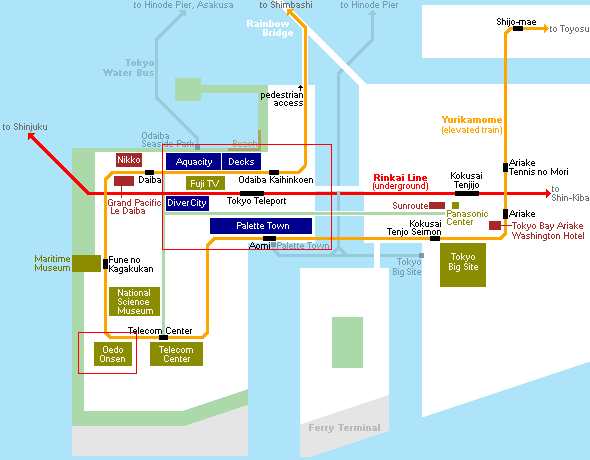 to Hinode Pier, Asakusa
to Shimbashi
to Hinode Pier
Rainbow
Bridge
Shijo-mae
to Toyosu
Tokyo
Water Bus
pedestrian
access
to Shinjuku
Yurikamome
(elevated train)
Odaiba
Seaside Park
Beach
Nikko
Aquacity
Decks
Ariake
Tennis no Mori
Daiba
Odaiba Kaihinkoen
Fuji TV
Rinkai Line
(underground)
Kokusai
Tenjijo
to
Shin-Kiba
Grand Pacific
Le Daiba
DiverCity
Tokyo Teleport
Sunroute
Panasonic
Center
Ariake
Palette Town
Kokusai
Tenjo Seimon
Tokyo Bay Ariake
Washington Hotel
Aomi
Palette Town
Maritime
Museum
Fune no
Kagakukan
Tokyo
Big Site
Tokyo
Big Site
National
Science
Museum
Telecom Center
Oedo
Onsen
Telecom
Center
Ferry Terminal